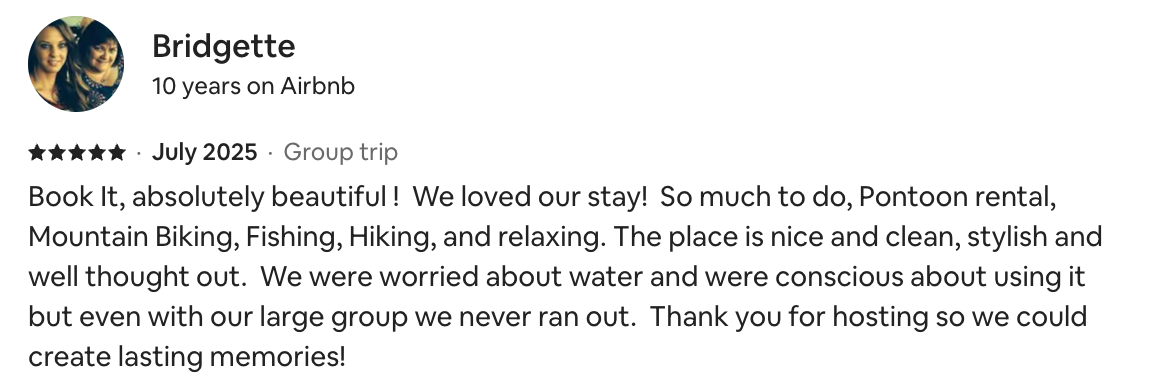 Bridgette
10 years on Airbnb
★★★★★ · July 2025 · Group trip
Book It, absolutely beautiful !  We loved our stay!  So much to do, Pontoon rental,
Mountain Biking, Fishing, Hiking, and relaxing. The place is nice and clean, stylish and
well thought out.  We were worried about water and were conscious about using it
but even with our large group we never ran out.  Thank you for hosting so we could
create lasting memories!